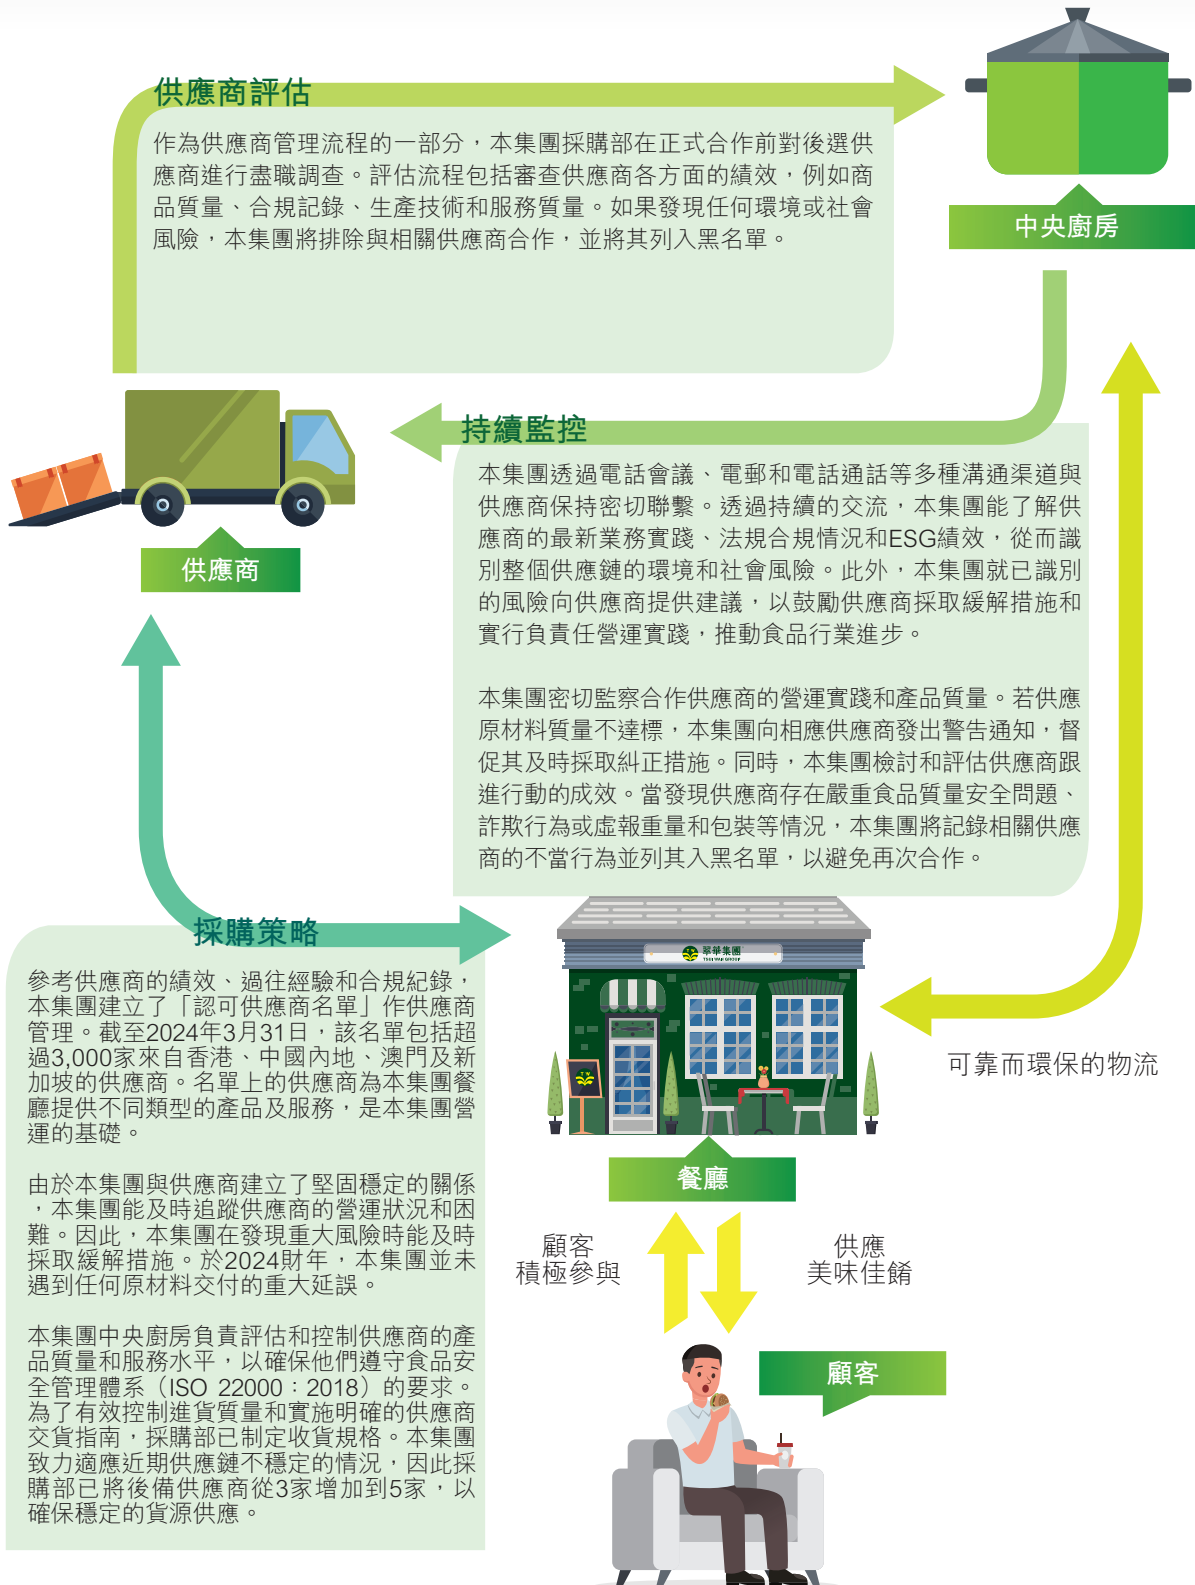 供應商評估
作為供應商管理流程的一部分，本集團採購部在正式合作前對後選供
應商進行盡職調查。評估流程包括審查供應商各方面的績效，例如商
品質量、合規記錄、生產技術和服務質量。如果發現任何環境或社會
風險，本集團將排除與相關供應商合作，並將其列入黑名單。
中央廚房
持續監控
本集團透過電話會議、電郵和電話通話等多種溝通渠道與
供應商保持密切聯繫。透過持續的交流，本集團能了解供
應商的最新業務實踐、法規合規情況和ESG績效，從而識
別整個供應鏈的環境和社會風險。此外，本集團就已識別
的風險向供應商提供建議，以鼓勵供應商採取緩解措施和
實行負責任營運實踐，推動食品行業進步。
本集團密切監察合作供應商的營運實踐和產品質量。若供應
原材料質量不達標，本集團向相應供應商發出警告通知，督
促其及時採取糾正措施。同時，本集團檢討和評估供應商跟
進行動的成效。當發現供應商存在嚴重食品質量安全問題、
詐欺行為或虛報重量和包裝等情況，本集團將記錄相關供應
商的不當行為並列其入黑名單，以避免再次合作。
供應商
採購策略
參考供應商的績效、過往經驗和合規紀錄，
本集團建立了「認可供應商名單」作供應商
管理。截至2024年3月31日，該名單包括超
過3,000家來自香港、中國內地、澳門及新
加坡的供應商。名單上的供應商為本集團餐
廳提供不同類型的產品及服務，是本集團營
運的基礎。
由於本集團與供應商建立了堅固穩定的關係
，本集團能及時追蹤供應商的營運狀況和困
難。因此，本集團在發現重大風險時能及時
採取緩解措施。於2024財年，本集團並未
遇到任何原材料交付的重大延誤。
本集團中央廚房負責評估和控制供應商的產
品質量和服務水平，以確保他們遵守食品安
全管理體系（ISO 22000：2018）的要求。
為了有效控制進貨質量和實施明確的供應商
交貨指南，採購部已制定收貨規格。本集團
致力適應近期供應鏈不穩定的情況，因此採
購部已將後備供應商從3家增加到5家，以
確保穩定的貨源供應。
翠華集團
TSUI WAH GROUP
可靠而環保的物流
餐廳
顧客
積極參與
供應
美味佳餚
顧客